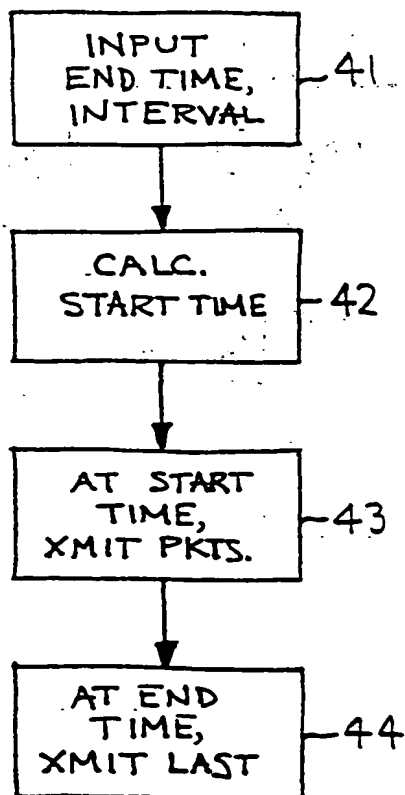 INPUT
END TIME,
INTERVAL
41
CALC.
START TIME
42
AT START
TIME,
XMIT PKTS.
43
AT END
TIME,
XMIT LAST
44